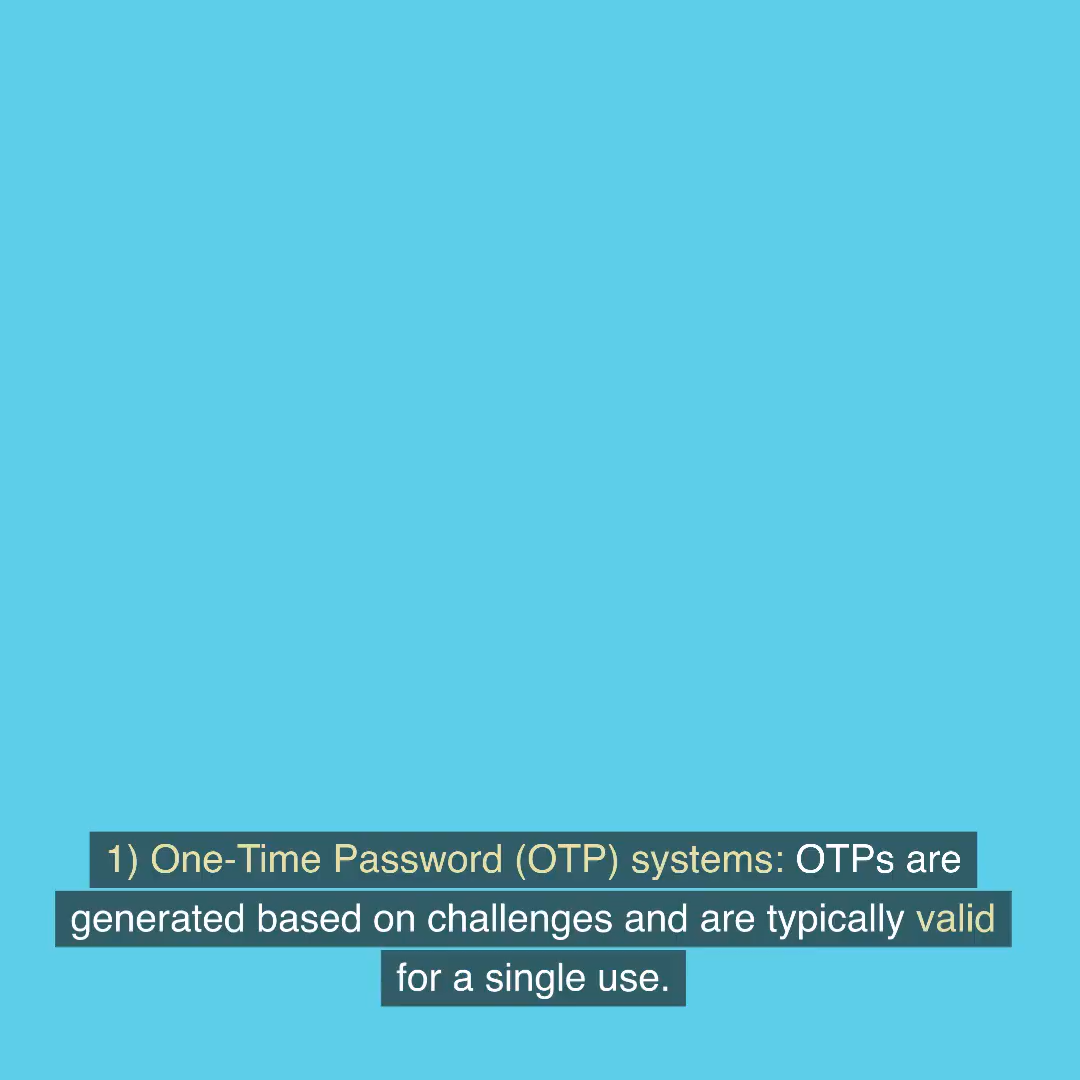 1) One-Time Password (OTP) systems: OTPs are
generated based on challenges and are typically valid
for a single use.